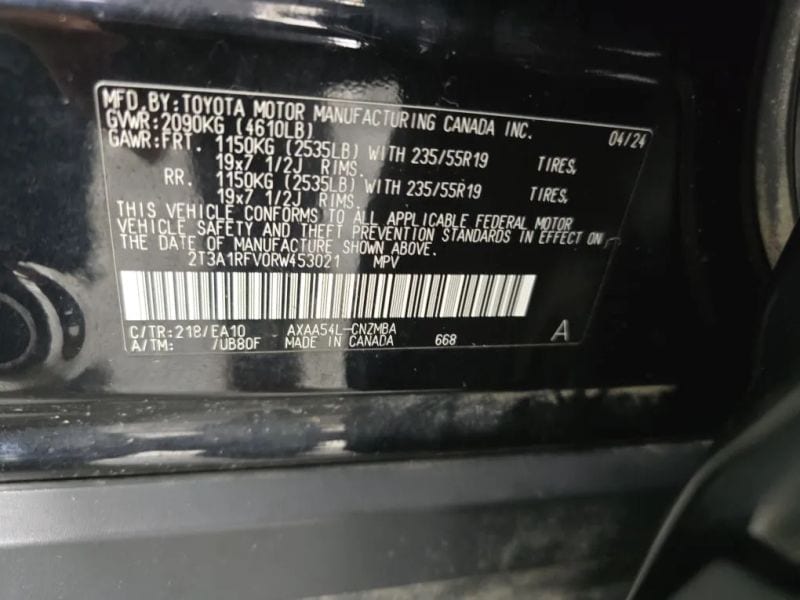 MFD.BY:TOYOTA MOTOR MANUFACTURING CANADA INC. 04/24
GVWR:2090KG (4610LB)
GAWR:FRT. 1150KG (2535LB) WITH 235/55R19 TIRES,
19x7 1/2J RIMS.
RR. 1150KG (2535LB) WITH 235/55R19 TIRES,
19x7 1/2J RIMS.
THIS VEHICLE CONFORMS TO ALL APPLICABLE FEDERAL MOTOR
VEHICLE SAFETY AND THEFT PREVENTION STANDARDS IN EFFECT ON
THE DATE OF MANUFACTURE SHOWN ABOVE.
2T3A1RFV0RW453021 MPV
C/TR:218/EA10 AXAA54L-CNZMBA A
A/TM: 7UB80F MADE IN CANADA 668